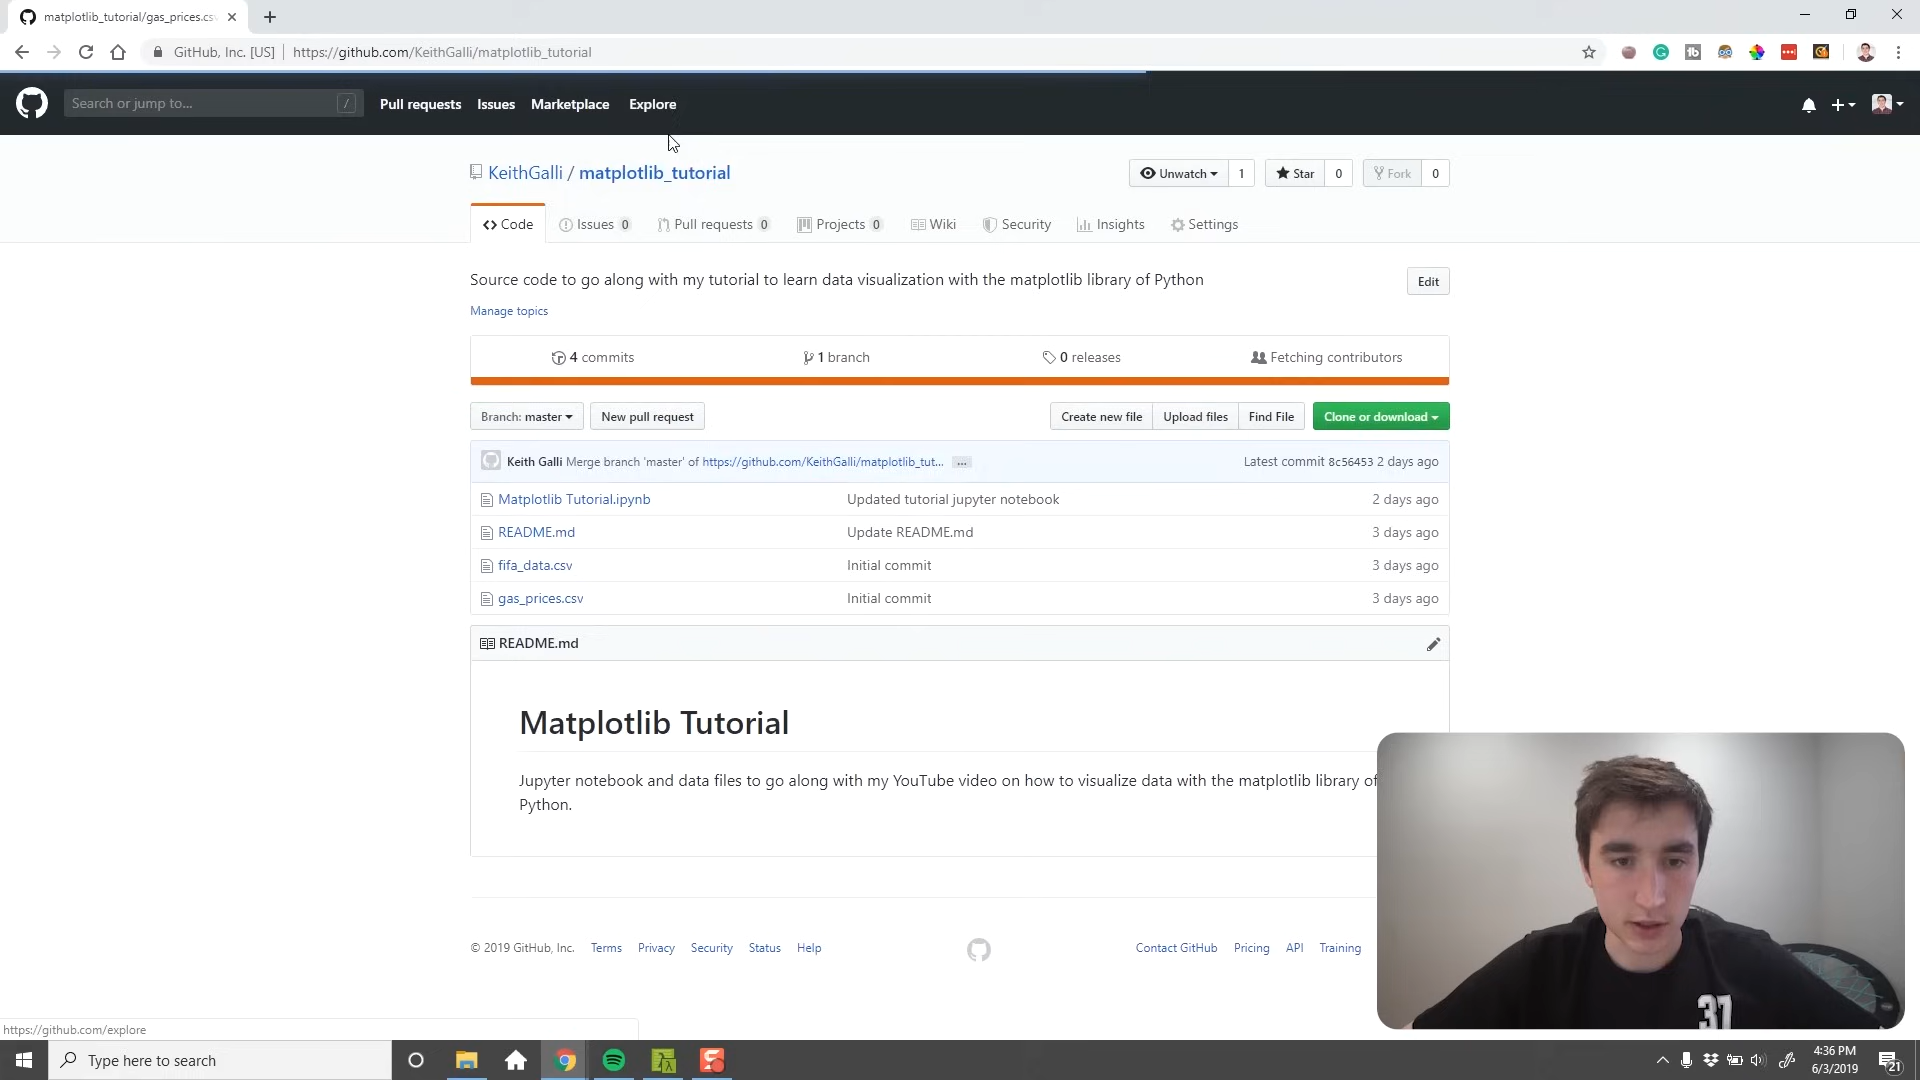 matplotlib_tutorial/gas_prices.csv
GitHub, Inc. [US] https://github.com/KeithGalli/matplotlib_tutorial
Search or jump to... / Pull requests Issues Marketplace Explore
KeithGalli / matplotlib_tutorial Unwatch 1 Star 0 Fork 0
Code Issues 0 Pull requests 0 Projects 0 Wiki Security Insights Settings
Source code to go along with my tutorial to learn data visualization with the matplotlib library of Python Edit
Manage topics
4 commits 1 branch 0 releases Fetching contributors
Branch: master New pull request Create new file Upload files Find File Clone or download
Keith Galli Merge branch 'master' of https://github.com/KeithGalli/matplotlib_tut... ... Latest commit 8c56453 2 days ago
Matplotlib Tutorial.ipynb Updated tutorial jupyter notebook 2 days ago
README.md Update README.md 3 days ago
fifa_data.csv Initial commit 3 days ago
gas_prices.csv Initial commit 3 days ago
README.md
Matplotlib Tutorial
Jupyter notebook and data files to go along with my YouTube video on how to visualize data with the matplotlib library of
Python.
© 2019 GitHub, Inc. Terms Privacy Security Status Help Contact GitHub Pricing API Training
31
https://github.com/explore
Type here to search
4:36 PM
6/3/2019
21